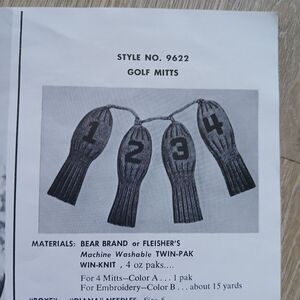 STYLE NO. 9622
GOLF MITTS
1 2 3 4
MATERIALS: BEAR BRAND or FLEISHER'S
Machine Washable TWIN-PAK
WIN-KNIT, 4 oz paks....
For 4 Mitts—Color A . . . 1 pak
For Embroidery—Color B . . about 15 yards